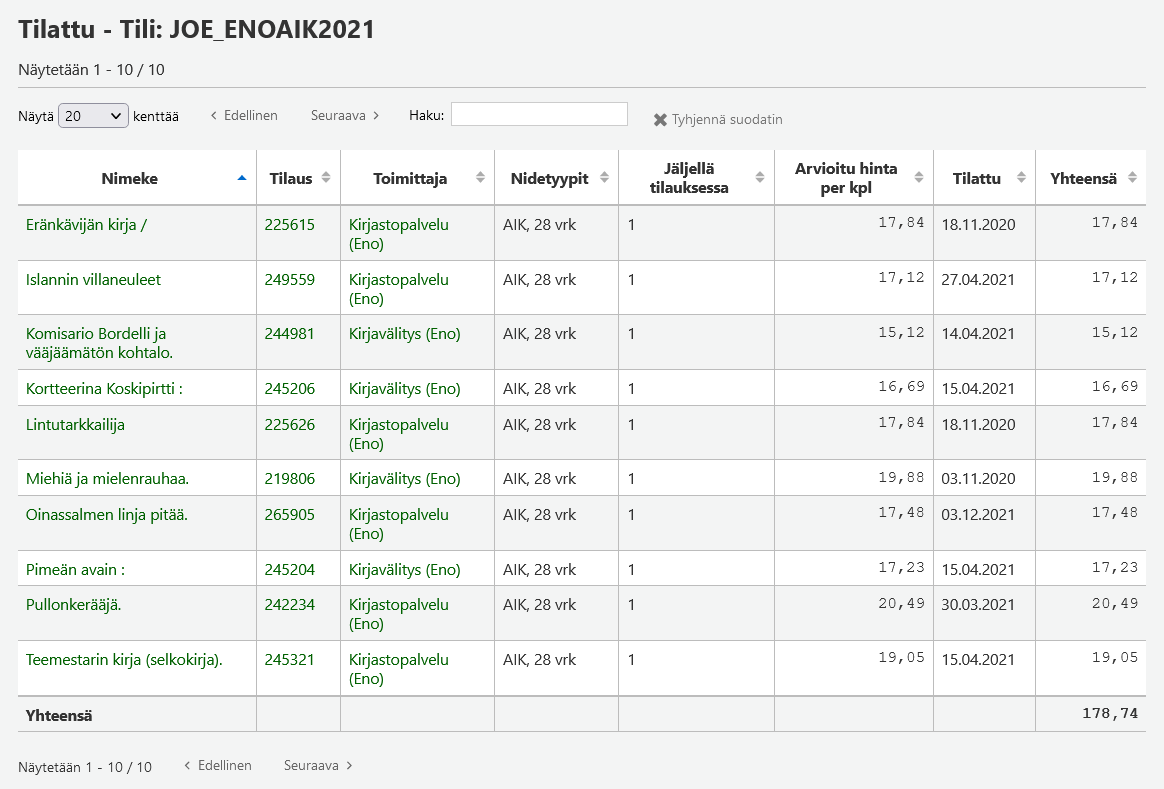 Tilattu - Tili: JOE_ENOAIK2021
Näytetään 1 - 10 / 10
Näytä 20 kenttää Edellinen Seuraava Haku: Tyhjennä suodatin
Nimeke Tilaus Toimittaja Nidetyypit Jäljellä tilauksessa Arvioitu hinta per kpl Tilattu Yhteensä
Eränkävijän kirja / 225615 Kirjastopalvelu (Eno) AIK, 28 vrk 1 17,84 18.11.2020 17,84
Islannin villaneuleet 249559 Kirjastopalvelu (Eno) AIK, 28 vrk 1 17,12 27.04.2021 17,12
Komisario Bordelli ja vääjäämätön kohtalo. 244981 Kirjavälitys (Eno) AIK, 28 vrk 1 15,12 14.04.2021 15,12
Kortteerina Koskipirtti : 245206 Kirjavälitys (Eno) AIK, 28 vrk 1 16,69 15.04.2021 16,69
Lintutarkkailija 225626 Kirjastopalvelu (Eno) AIK, 28 vrk 1 17,84 18.11.2020 17,84
Miehiä ja mielenrauhaa. 219806 Kirjavälitys (Eno) AIK, 28 vrk 1 19,88 03.11.2020 19,88
Oinassalmen linja pitää. 265905 Kirjastopalvelu (Eno) AIK, 28 vrk 1 17,48 03.12.2021 17,48
Pimeän avain : 245204 Kirjavälitys (Eno) AIK, 28 vrk 1 17,23 15.04.2021 17,23
Pullonkerääjä. 242234 Kirjastopalvelu (Eno) AIK, 28 vrk 1 20,49 30.03.2021 20,49
Teemestarin kirja (selkokirja). 245321 Kirjastopalvelu (Eno) AIK, 28 vrk 1 19,05 15.04.2021 19,05
Yhteensä 178,74
Näytetään 1 - 10 / 10 Edellinen Seuraava